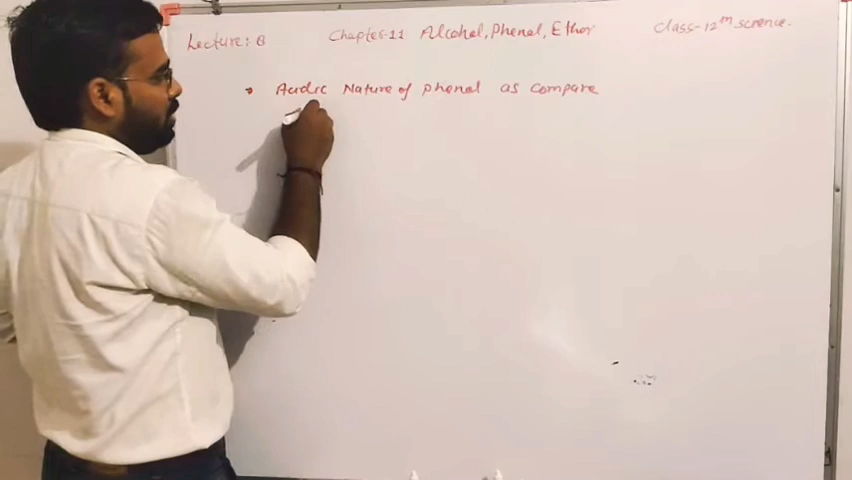 Lecture: 8 Chapter-11 Alcohol, Phenol, Ether Class-12th science.
• Acidic Nature of phenol as compare